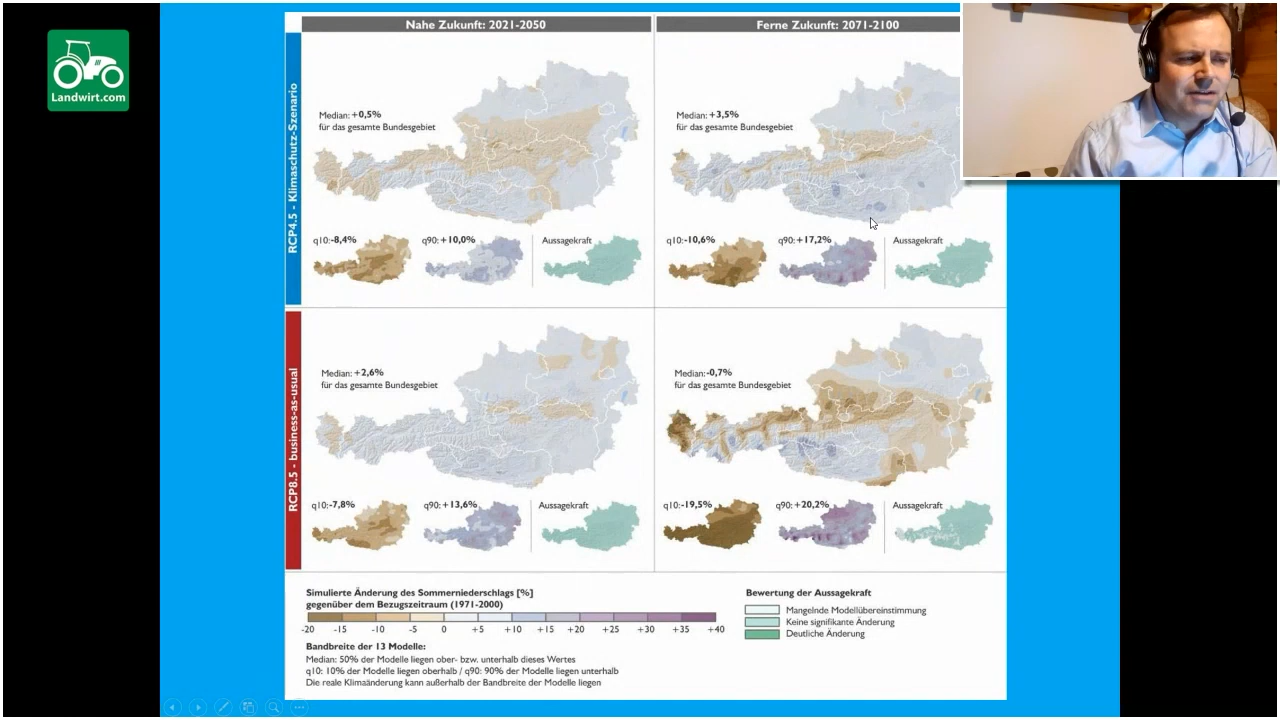 Landwirt.com
Nahe Zukunft: 2021-2050
Ferne Zukunft: 2071-2100
RCP4.5 - Klimaschutz-Szenario
Median: +0,5%
für das gesamte Bundesgebiet
q10:-8,4%
q90:+10,0%
Aussagekraft
Median: +3,5%
für das gesamte Bundesgebiet
q10:-10,6%
q90:+17,2%
Aussagekraft
RCP8.5 - business-as-usual
Median: +2,6%
für das gesamte Bundesgebiet
q10:-7,8%
q90:+13,6%
Aussagekraft
Median:-0,7%
für das gesamte Bundesgebiet
q10:-19,5%
q90:+20,2%
Aussagekraft
Simulierte Änderung des Sommerniederschlags [%]
gegenüber dem Bezugszeitraum (1971-2000)
-20 -15 -10 -5 0 +5 +10 +15 +20 +25 +30 +35 +40
Bandbreite der 13 Modelle:
Median: 50% der Modelle liegen ober- bzw. unterhalb dieses Wertes
q10: 10% der Modelle liegen oberhalb / q90: 90% der Modelle liegen unterhalb
Die reale Klimaänderung kann außerhalb der Bandbreite der Modelle liegen
Bewertung der Aussagekraft
Mangelnde Modellübereinstimmung
Keine signifikante Änderung
Deutliche Änderung